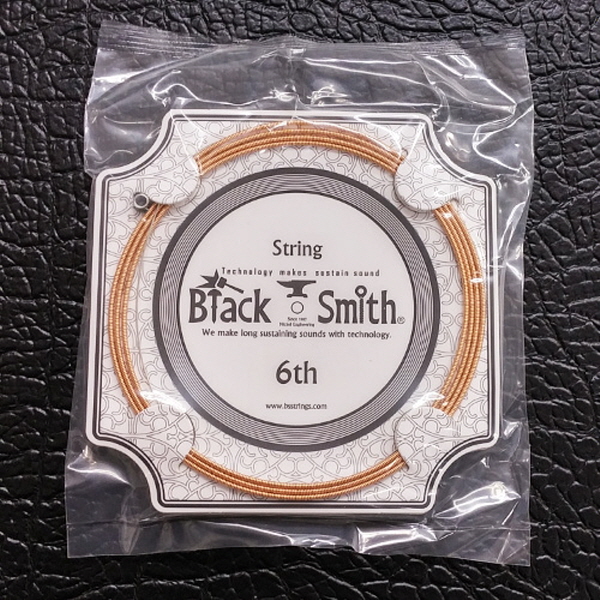 String
Technology makes sustain sound
Black Smith®
We make long sustaining sounds with technology.
6th
www.bsstrings.com